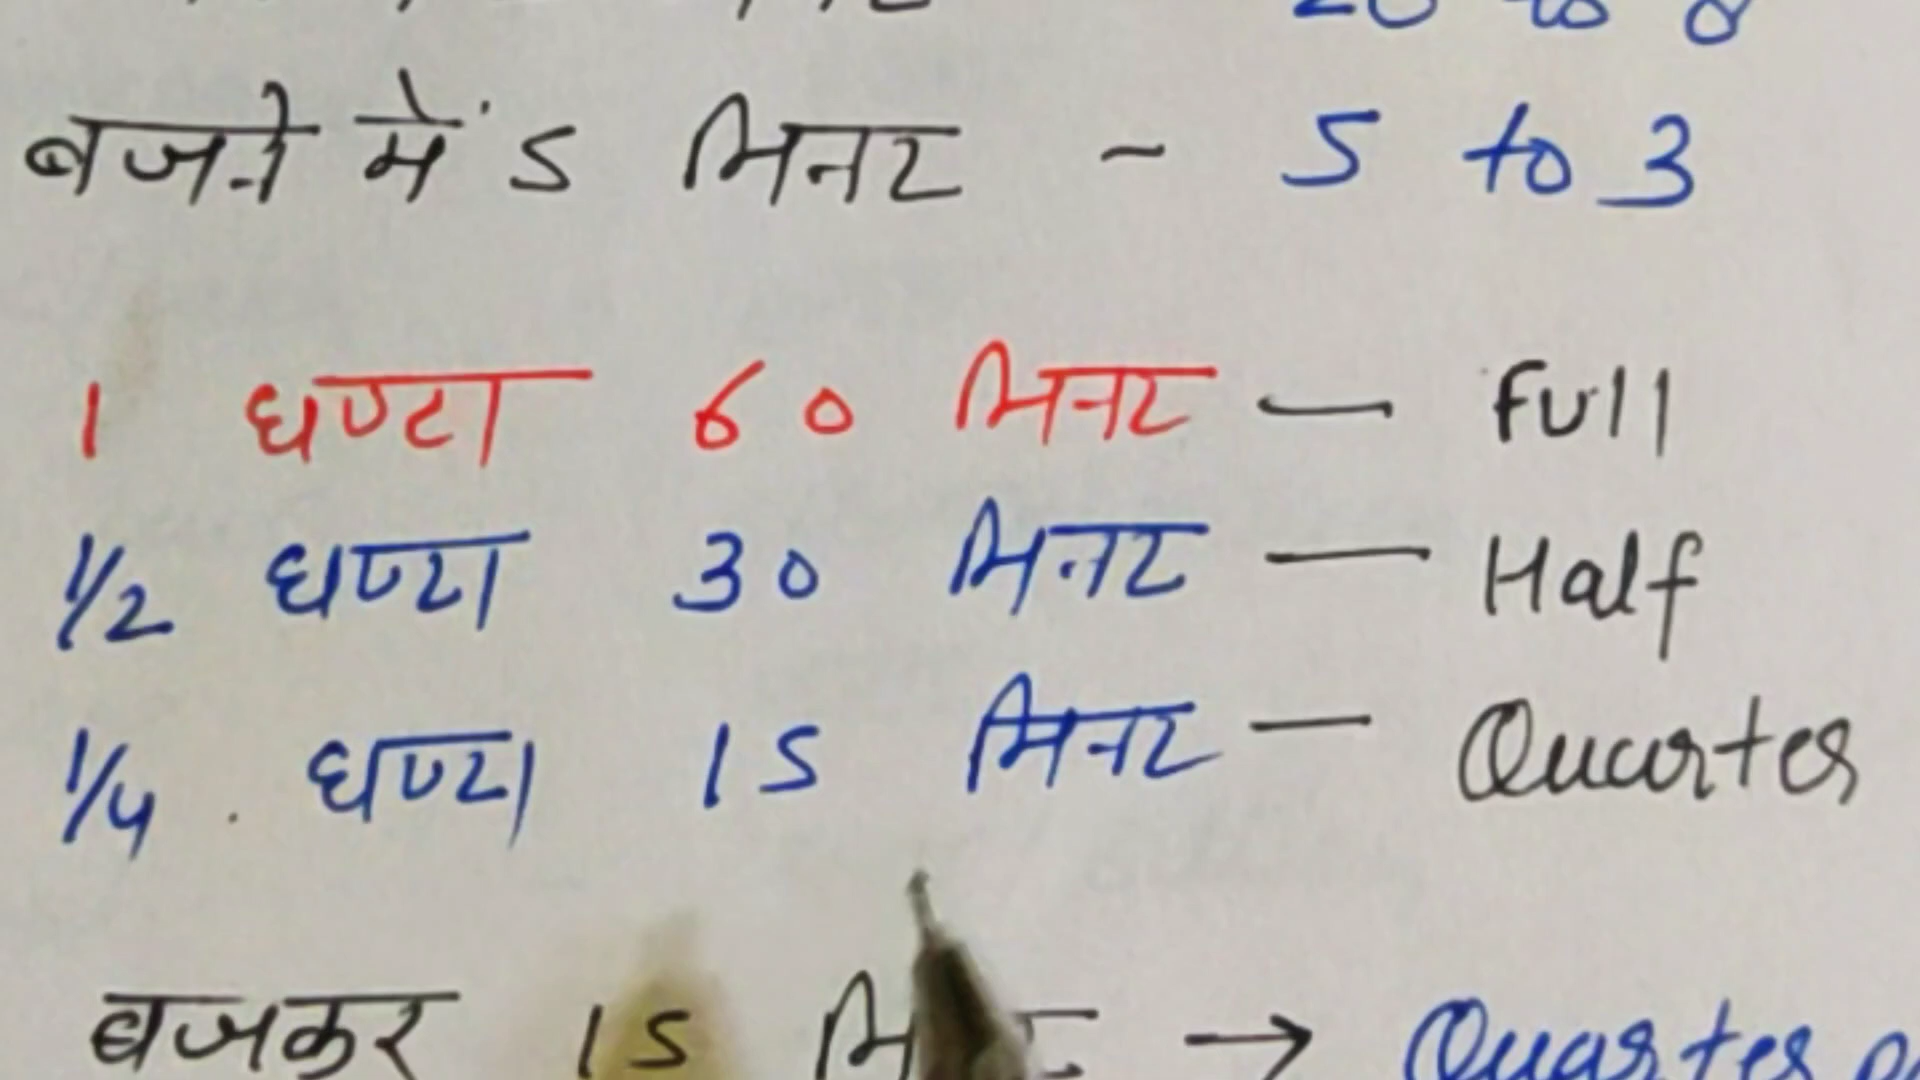 बजने में 5 मिनट - 5 to 3
1 घण्टा 60 मिनट — Full
1/2 घण्टा 30 मिनट — Half
1/4 घण्टा 15 मिनट — Quarter
बजकर 15 → Quarter